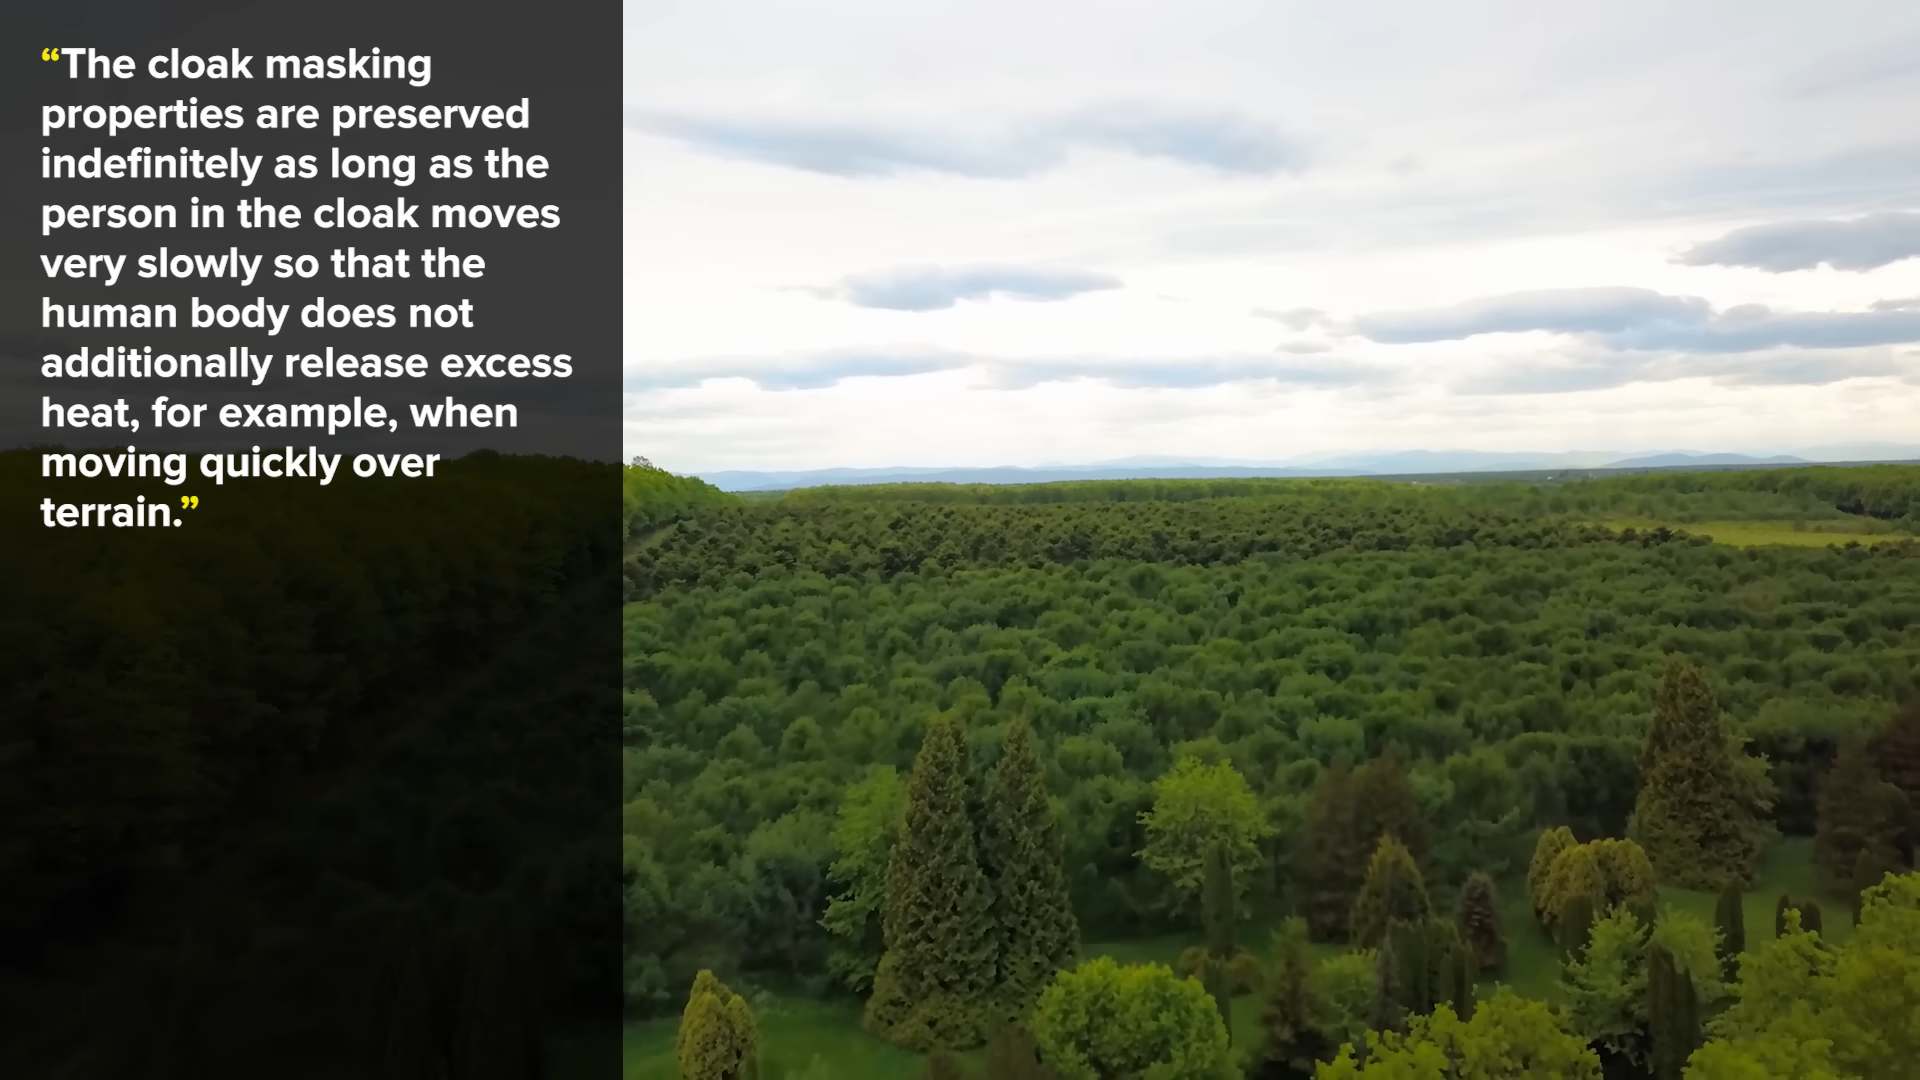 “The cloak masking
properties are preserved
indefinitely as long as the
person in the cloak moves
very slowly so that the
human body does not
additionally release excess
heat, for example, when
moving quickly over
terrain.”